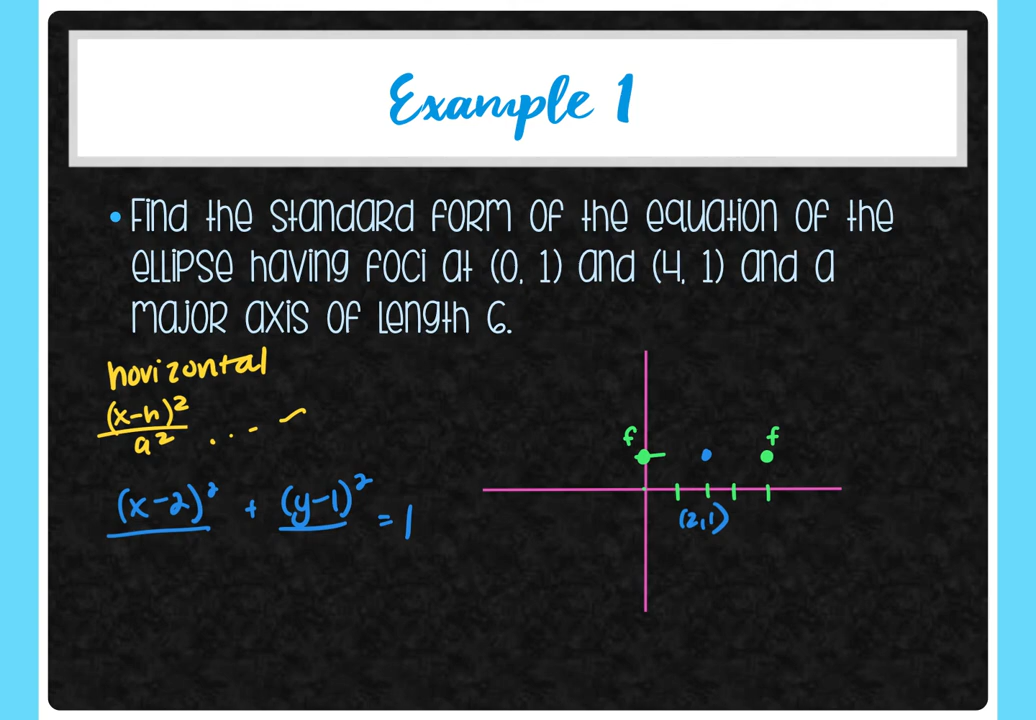 Example 1
• Find the standard form of the equation of the
ellipse having foci at (0, 1) and (4, 1) and a
major axis of length 6.
horizontal
(x-h)²
a² ....
f
f
(x-2)² + (y-1)² = 1
(2,1)